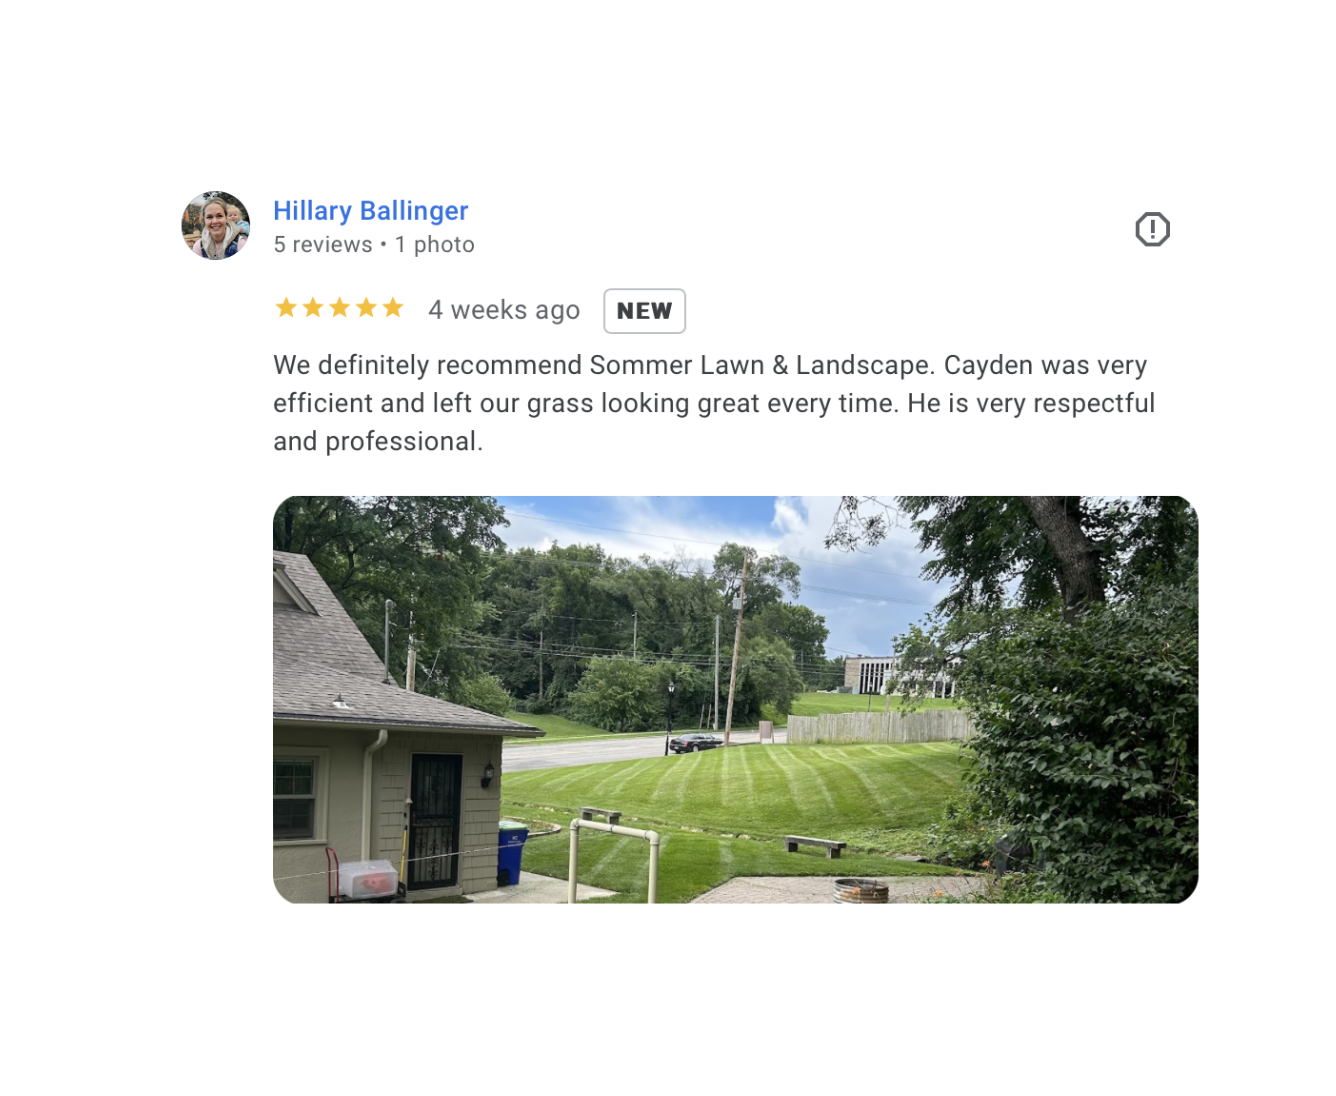 Hillary Ballinger
5 reviews • 1 photo
4 weeks ago NEW
We definitely recommend Sommer Lawn & Landscape. Cayden was very
efficient and left our grass looking great every time. He is very respectful
and professional.